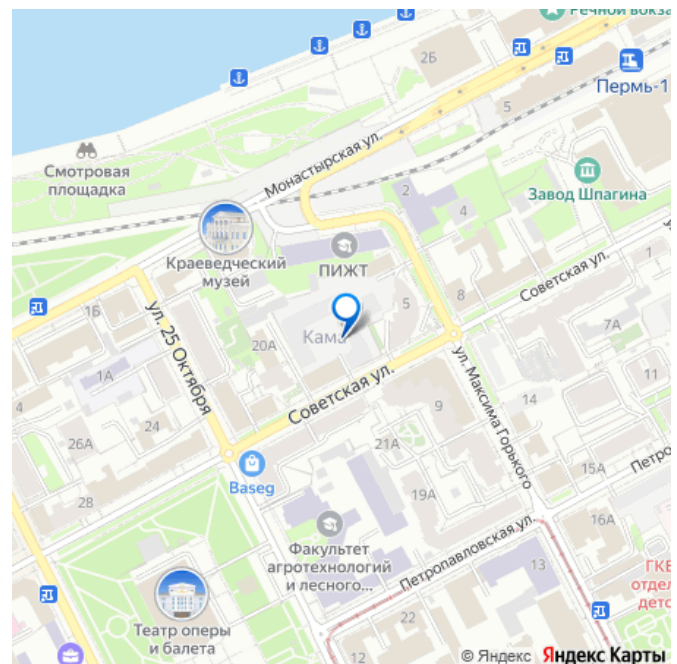 Речной вокза
2Б
Пермь-1
5
Смотровая
площадка
Монастырская ул.
2
Завод Шпагина
4
Краеведческий
музей
ПИЖТ
Советская ул.
1
1Б
ул. 25 Октября
5
8
7А
20А
Кама
1А
Советская ул.
ул. Максима Горького
11
4
24
26А
9
14
21А
28
Baseg
19А
15А
Петро
16А
Факультет
агротехнологий
и лесного...
Петропавловская ул.
13
ГКБ
отдел
детс
Театр оперы
и балета
22
12
11
© Яндекс Яндекс Карты